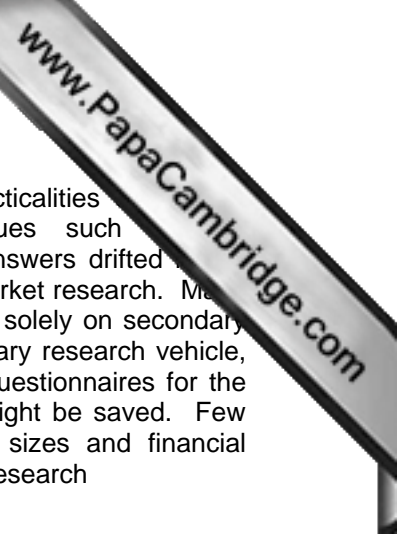 www.PapaCambridge.com
cticalities
ues such
nswers drifted
rket research.
solely on secondary
ary research vehicle,
uestionnaires for the
ight be saved. Few
sizes and financial
esearch